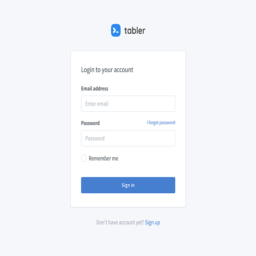 tabler
Login to your account
Email address
Enter email
Password
I forgot password
Password
Remember me
Sign in
Don't have account yet? Sign up